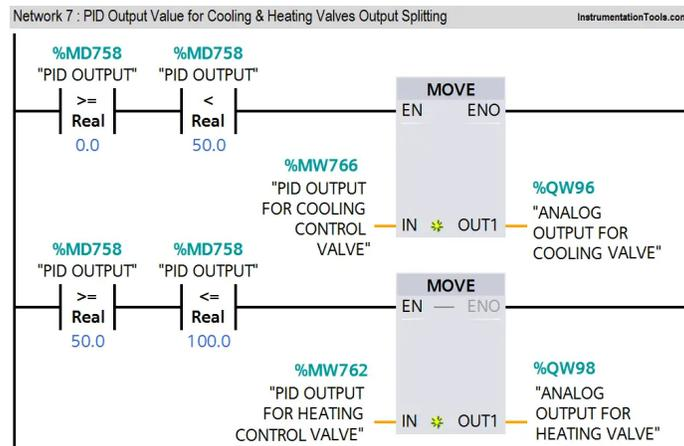 Network 7 : PID Output Value for Cooling & Heating Valves Output Splitting
InstrumentationTools.com
%MD758 %MD758
"PID OUTPUT" "PID OUTPUT"
>= <
Real Real
0.0 50.0
MOVE
EN ENO
%MW766
"PID OUTPUT
FOR COOLING
CONTROL
VALVE"
IN OUT1
%QW96
"ANALOG
OUTPUT FOR
COOLING VALVE"
%MD758 %MD758
"PID OUTPUT" "PID OUTPUT"
>= <=
Real Real
50.0 100.0
MOVE
EN ENO
%MW762
"PID OUTPUT
FOR HEATING
CONTROL VALVE"
IN OUT1
%QW98
"ANALOG
OUTPUT FOR
HEATING VALVE"